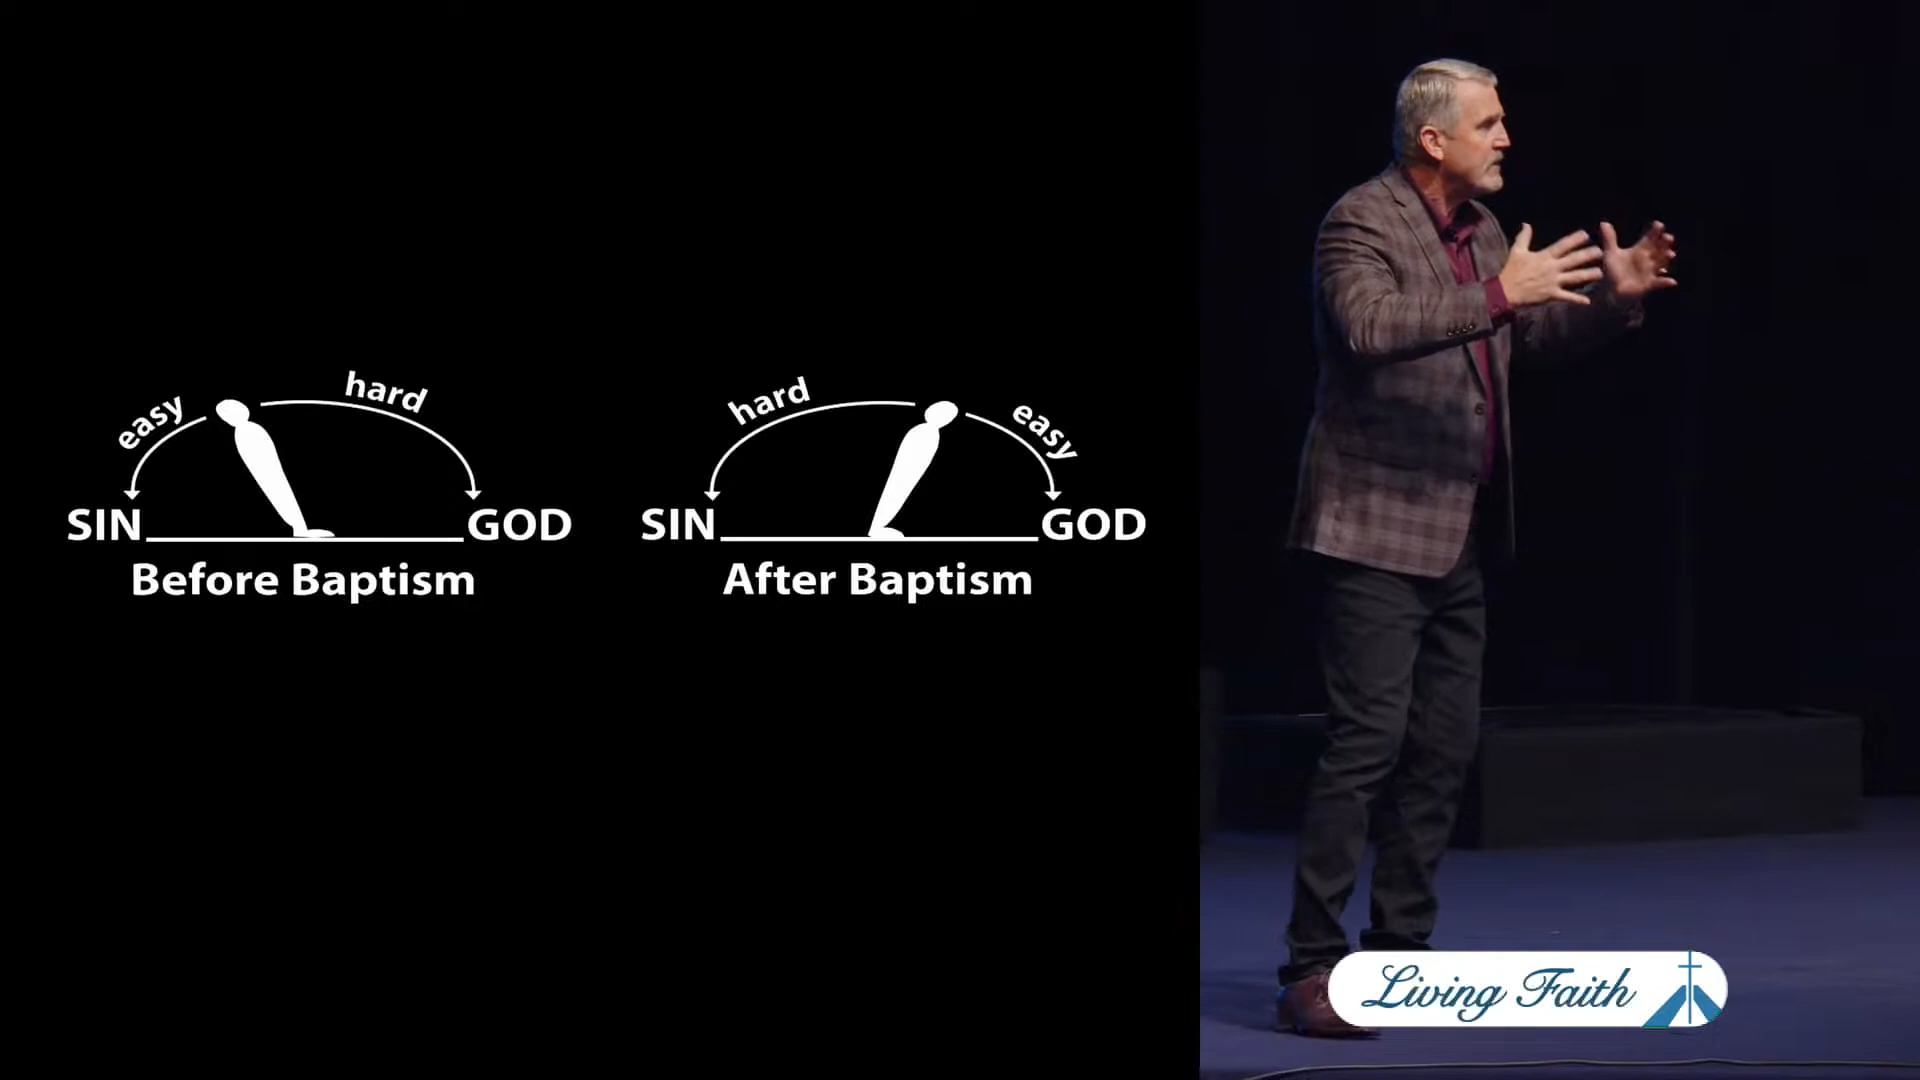 easy
hard
SIN
GOD
Before Baptism
hard
easy
SIN
GOD
After Baptism
Living Faith